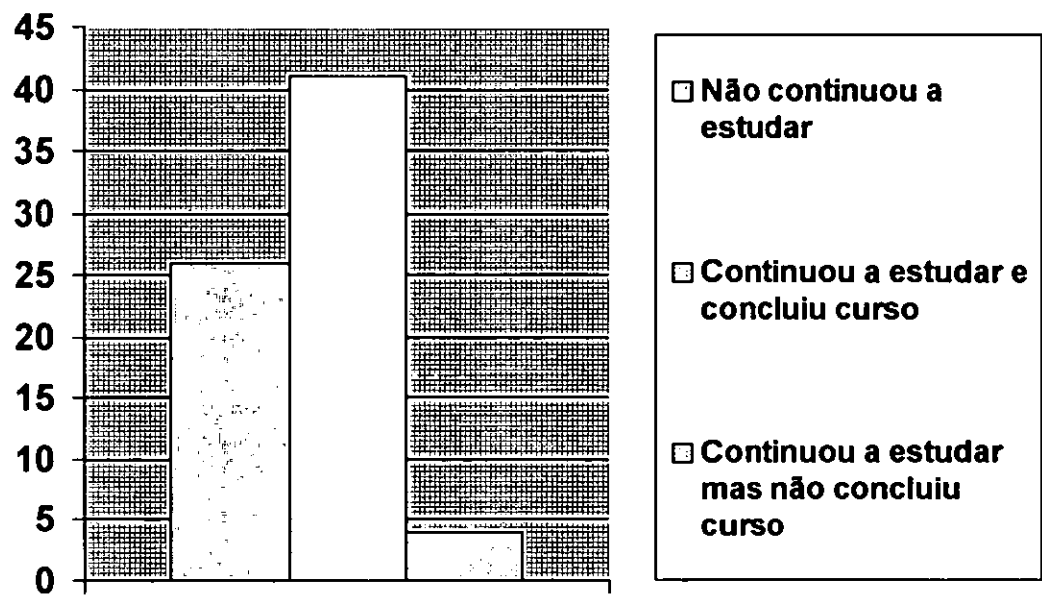 45
40
35
30
25
20
15
10
5
0
Não continuou a
estudar
Continuou a estudar e
concluiu curso
Continuou a estudar
mas não concluiu
curso